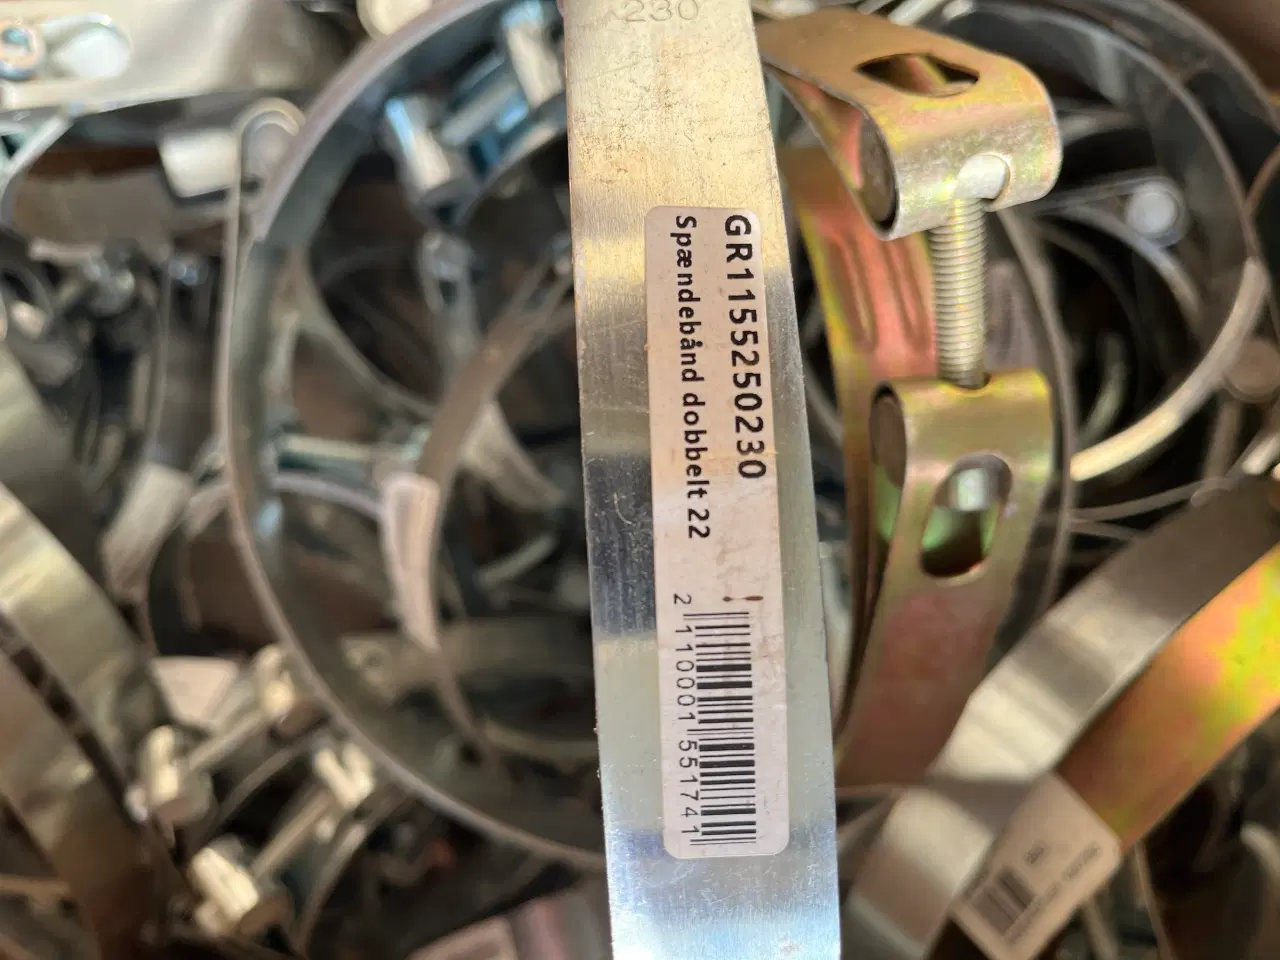 230
GR1155250230
Spændebånd dobbelt 22
2 110001 551741